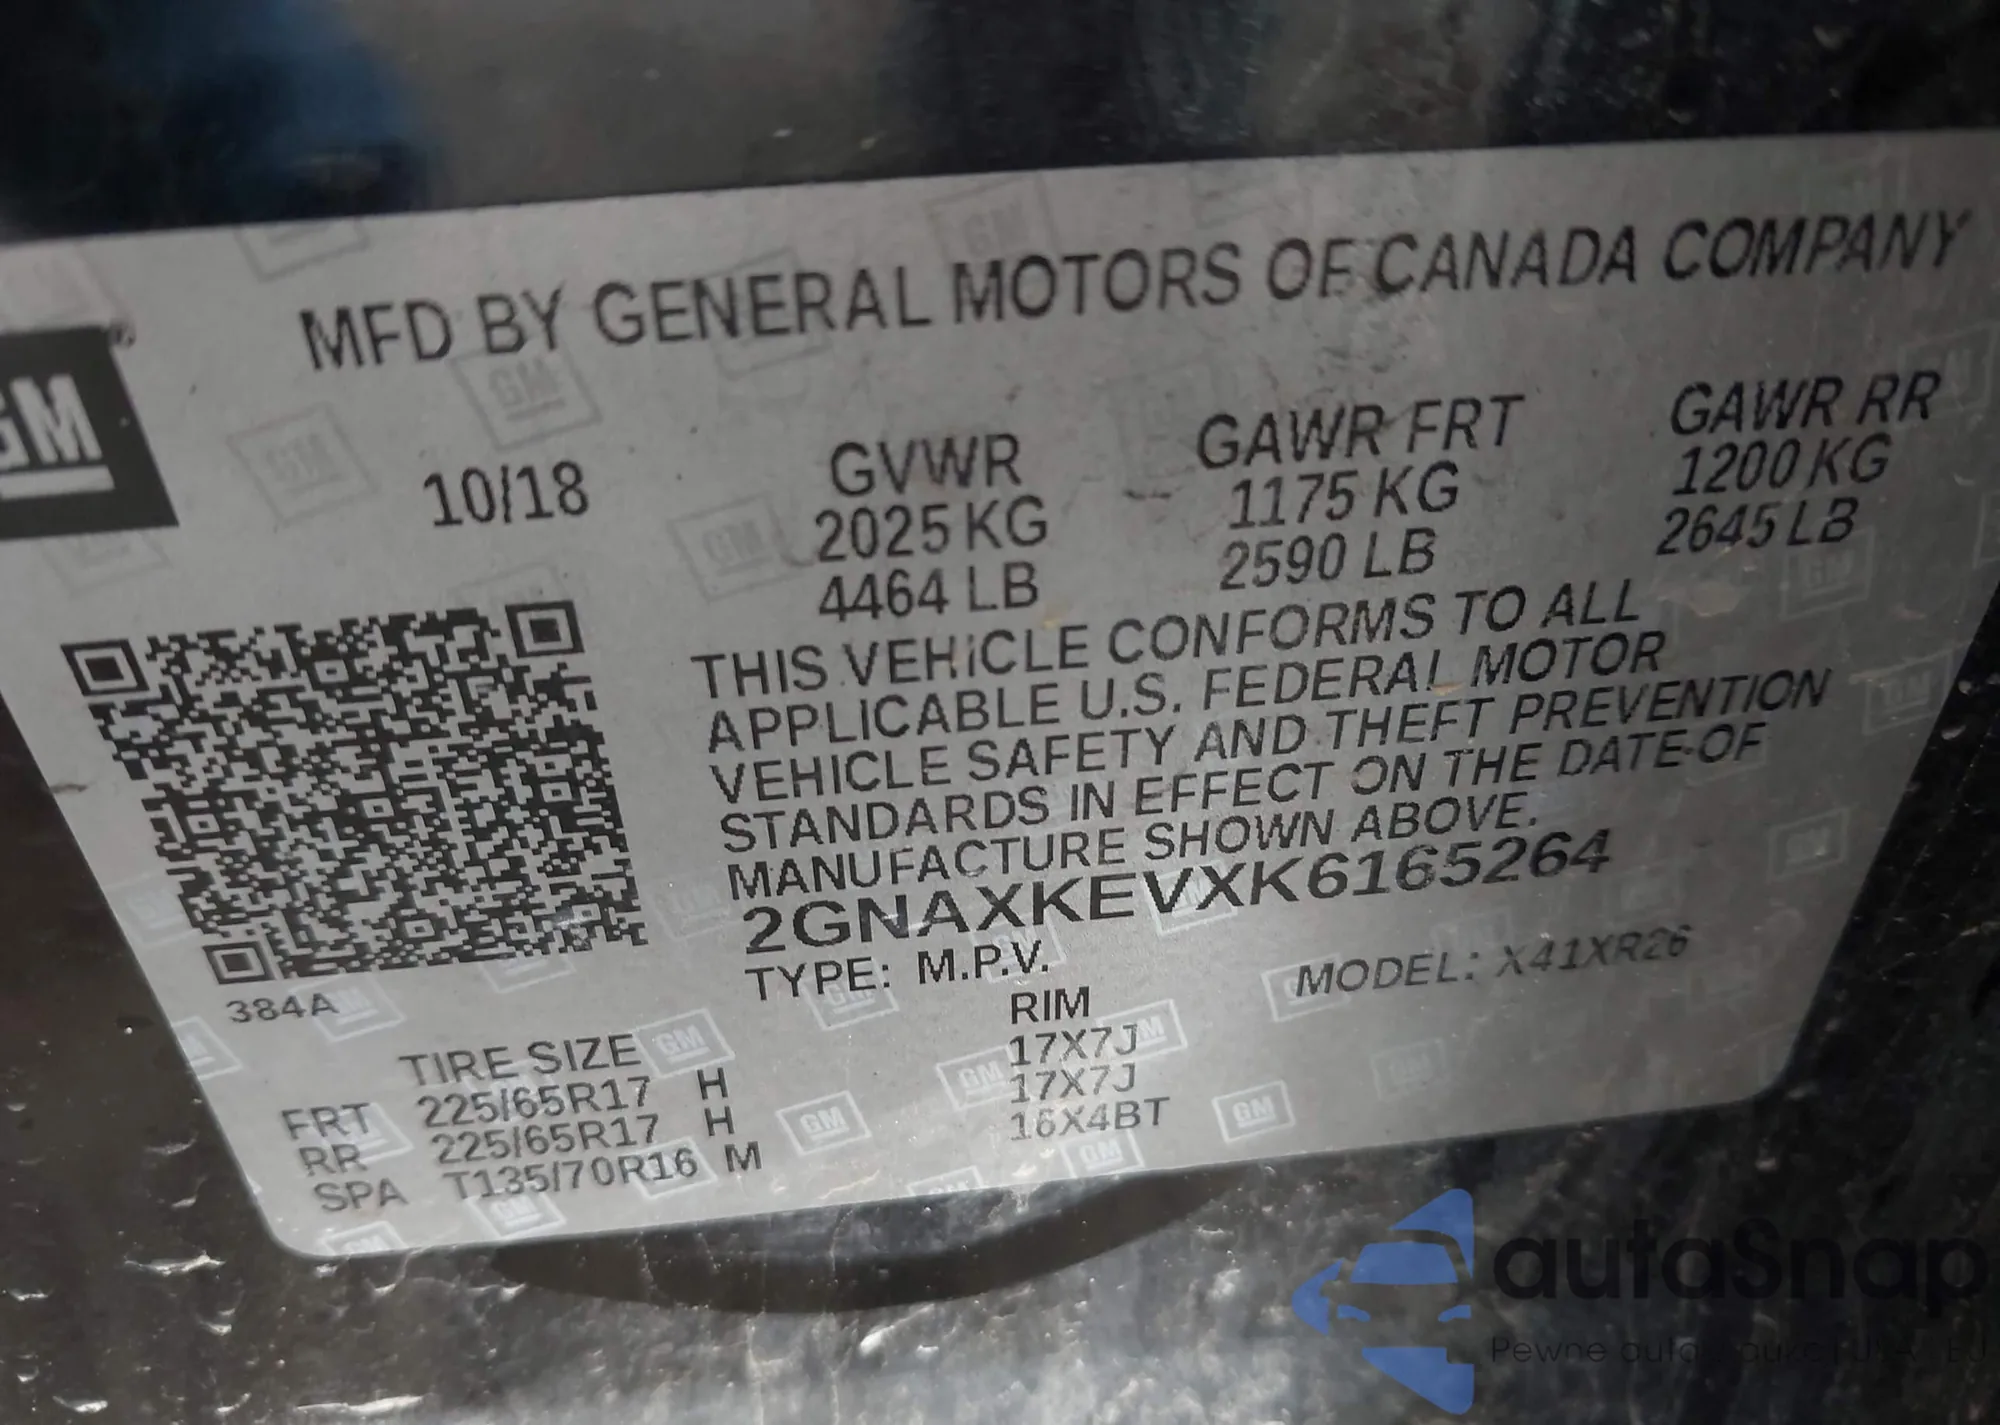 MFD BY GENERAL MOTORS OF CANADA COMPANY
GM
10/18
GVWR
2025 KG
4464 LB
GAWR FRT
1175 KG
2590 LB
GAWR RR
1200 KG
2645 LB
THIS VEHICLE CONFORMS TO ALL
APPLICABLE U.S. FEDERAL MOTOR
VEHICLE SAFETY AND THEFT PREVENTION
STANDARDS IN EFFECT ON THE DATE OF
MANUFACTURE SHOWN ABOVE.
2GNAXKEVXK6165264
TYPE: M.P.V.
MODEL: X41XR26
384A
TIRE SIZE
RIM
FRT 225/65R17 H 17X7J
RR 225/65R17 H 17X7J
SPA T135/70R16 M 16X4BT
autaSnap
Pewne auta